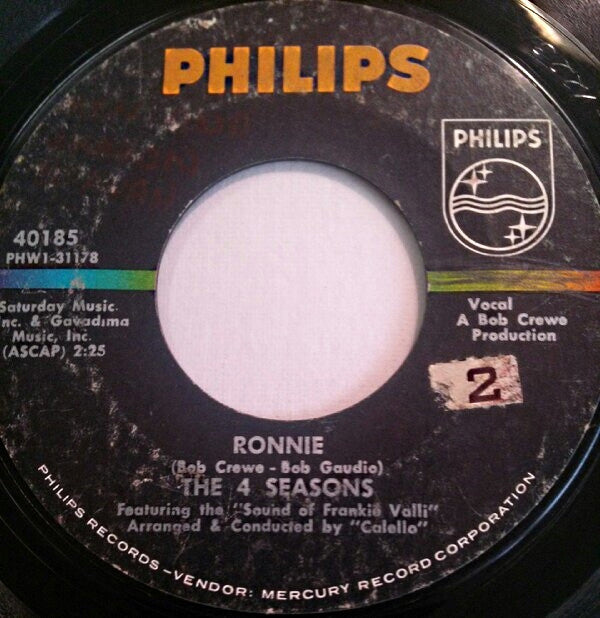 PHILIPS
PHILIPS
40185
PHW1-31178
Saturday Music
nc. & Gavadima
Music, Inc.
(ASCAP) 2:25
Vocal
A Bob Crewe
Production
2
RONNIE
(Bob Crewe - Bob Gaudio)
THE 4 SEASONS
Featuring the "Sound of Frankie Valli"
Arranged & Conducted by "Calello"
PHILIPS RECORDS – VENDOR: MERCURY RECORD CORPORATION